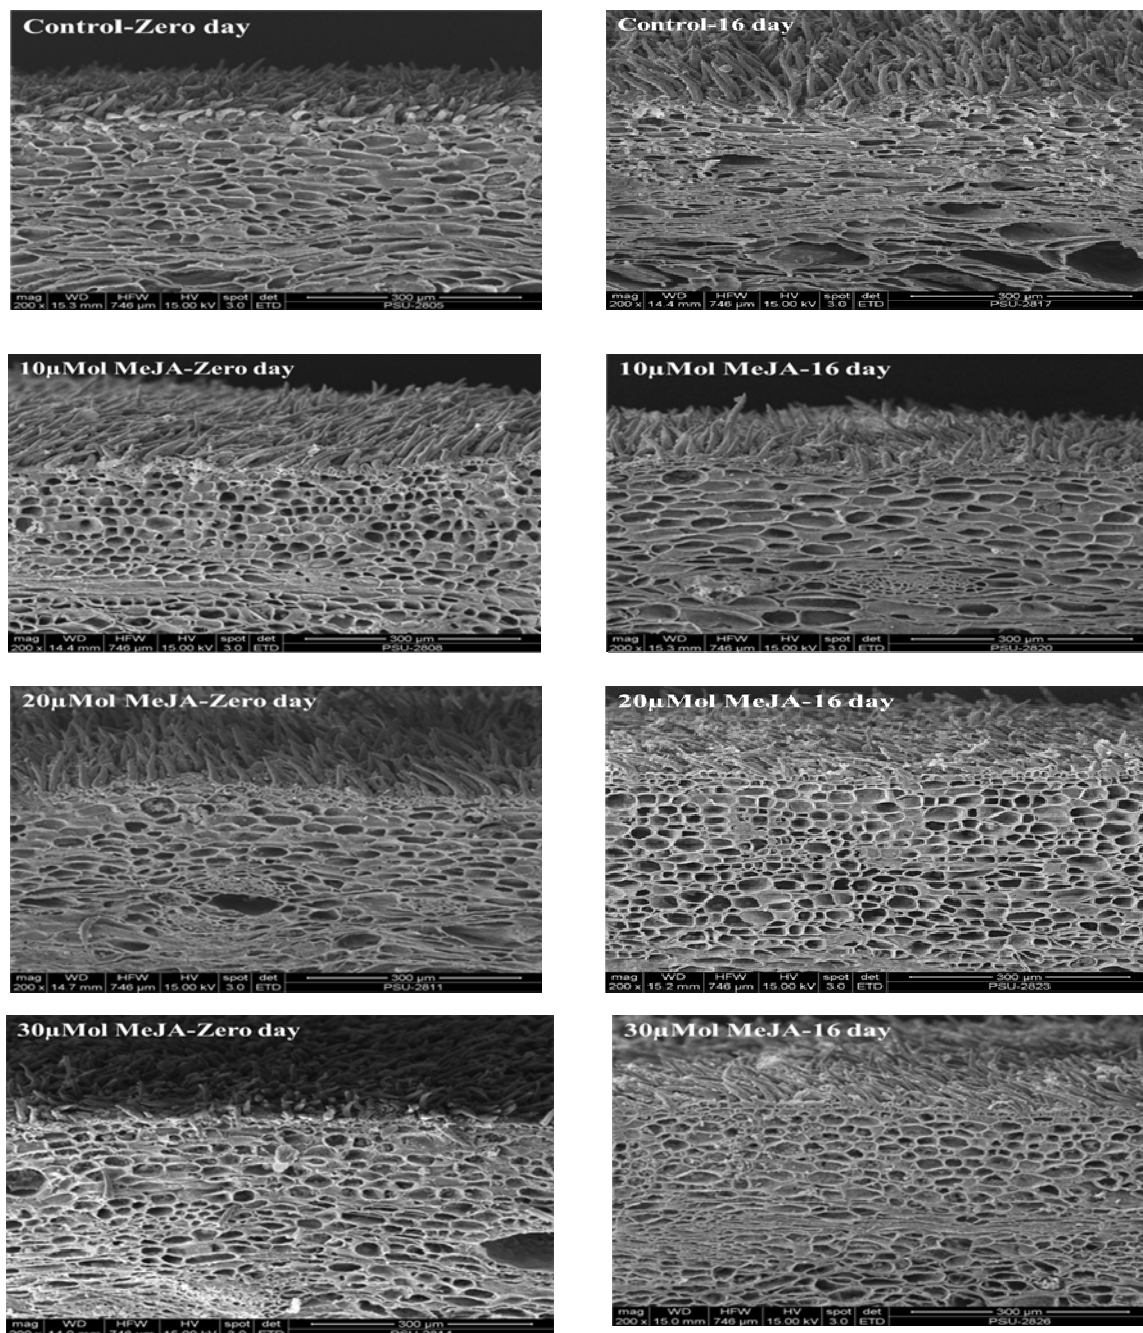 Control-Zero day
mag WD HFW HV spot det 300 µm
200 x 15.3 mm 746 µm 15.00 kV 3.0 ETD PSU-2805
Control-16 day
mag WD HFW HV spot det 300 µm
200 x 14.4 mm 746 µm 15.00 kV 3.0 ETD PSU-2817
10µMol MeJA-Zero day
mag WD HFW HV spot det 300 µm
200 x 14.4 mm 746 µm 15.00 kV 3.0 ETD PSU-2808
10µMol MeJA-16 day
mag WD HFW HV spot det 300 µm
200 x 15.3 mm 746 µm 15.00 kV 3.0 ETD PSU-2820
20µMol MeJA-Zero day
mag WD HFW HV spot det 300 µm
200 x 14.7 mm 746 µm 15.00 kV 3.0 ETD PSU-2811
20µMol MeJA-16 day
mag WD HFW HV spot det 300 µm
200 x 15.2 mm 746 µm 15.00 kV 3.0 ETD PSU-2823
30µMol MeJA-Zero day
mag WD HFW HV spot det 300 µm
30µMol MeJA-16 day
mag WD HFW HV spot det 300 µm
200 x 15.0 mm 746 µm 15.00 kV 3.0 ETD PSU-2826